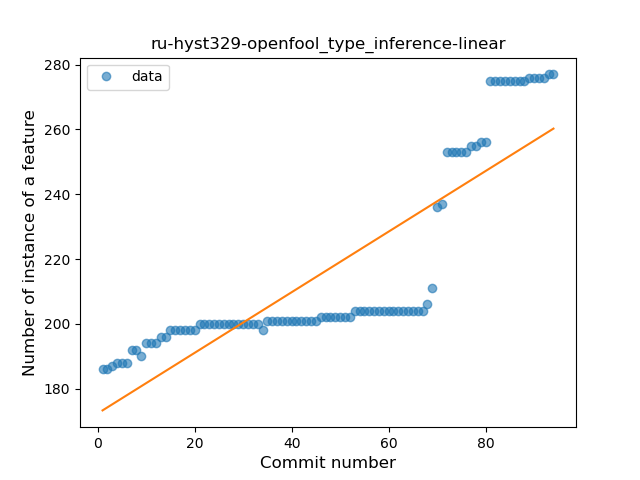 ru-hyst329-openfool_type_inference-linear
data
Number of instance of a feature
280
260
240
220
200
180
0 20 40 60 80
Commit number